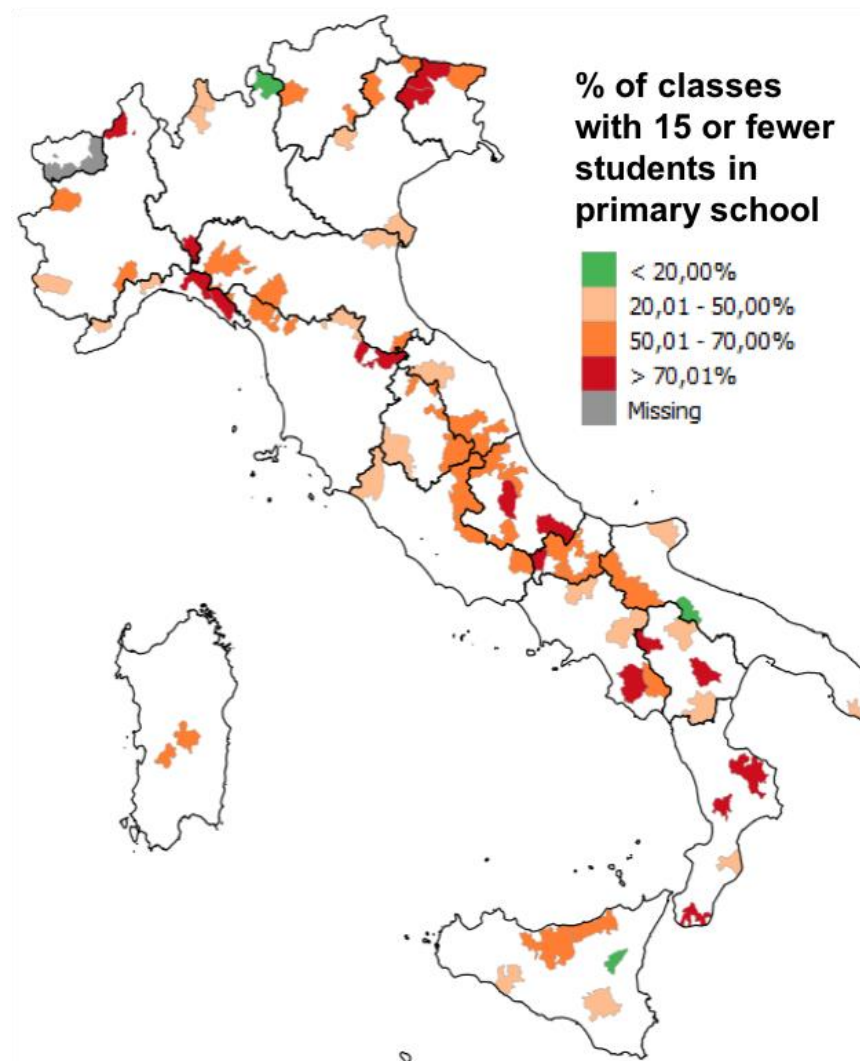 % of classes
with 15 or fewer
students in
primary school
< 20,00%
20,01 - 50,00%
50,01 - 70,00%
> 70,01%
Missing